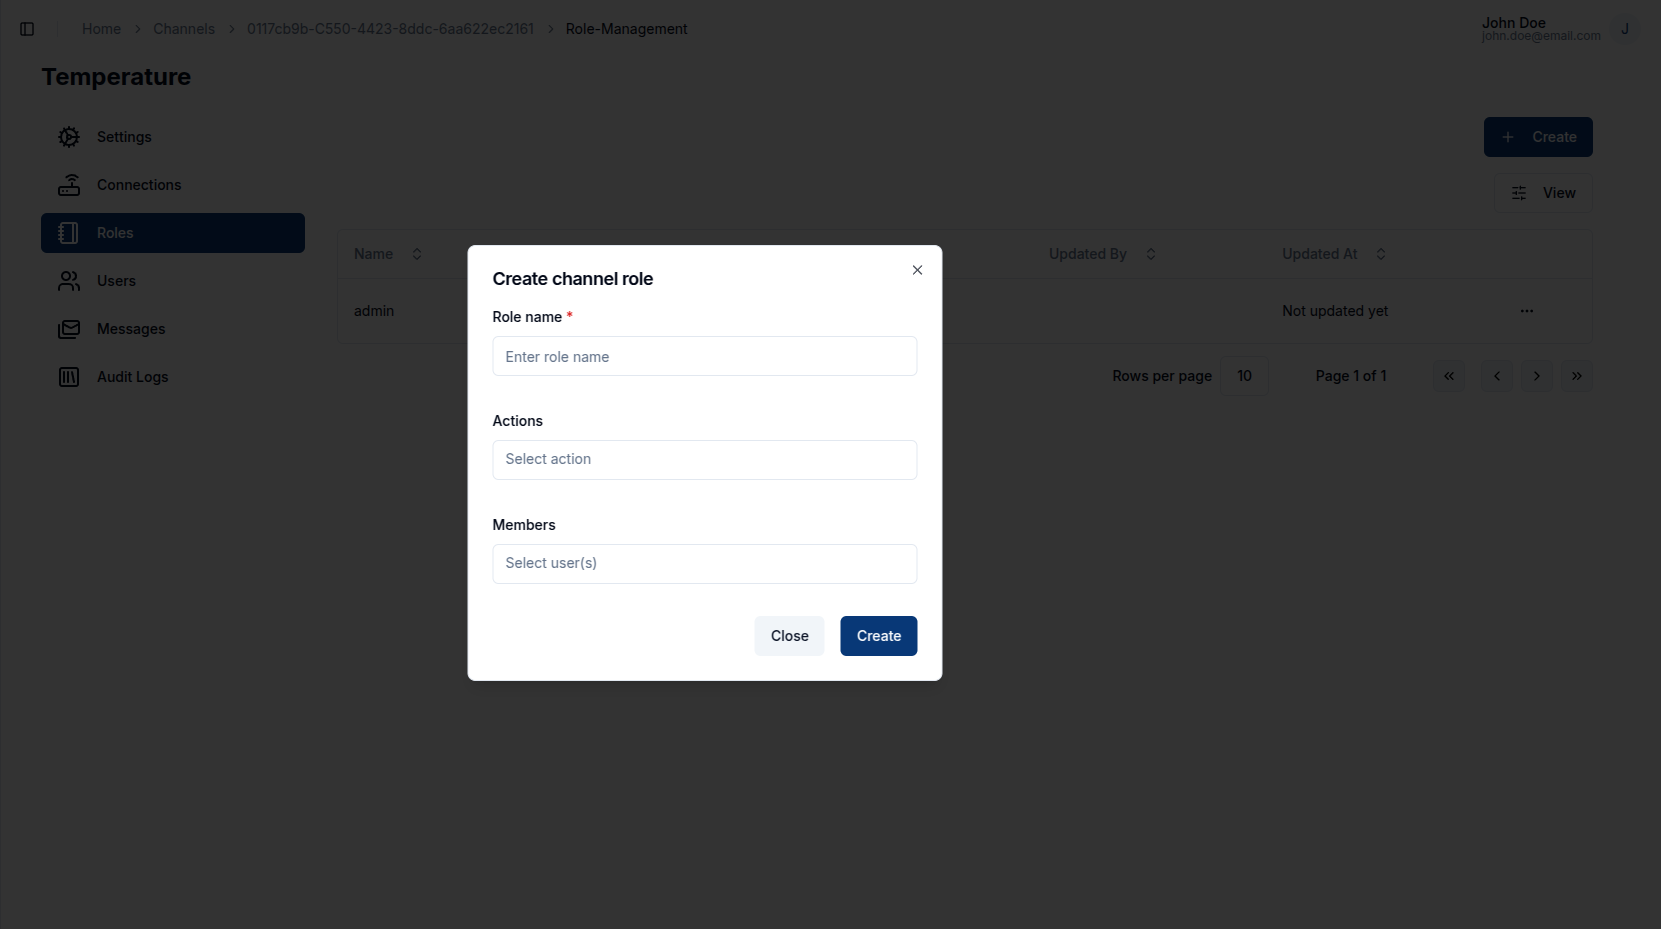 Home > Channels > 0117cb9b-C550-4423-8ddc-6aa622ec2161 > Role-Management
John Doe
john.doe@email.com
J
Temperature
Settings
Connections
Roles
Users
Messages
Audit Logs
+ Create
View
Name Updated By Updated At
admin Not updated yet ...
Rows per page 10 Page 1 of 1 « < > »
Create channel role
Role name *
Enter role name
Actions
Select action
Members
Select user(s)
Close Create